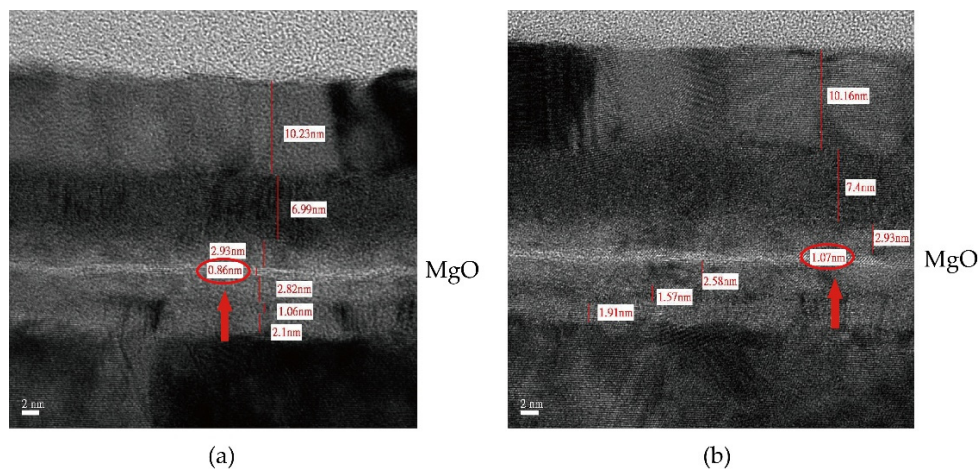 10.23nm
6.99nm
2.93nm
0.86nm
2.82nm
1.06nm
2.1nm
2 nm
MgO
(a)
10.16nm
7.4nm
2.93nm
1.07nm
2.58nm
1.57nm
1.91nm
2 nm
MgO
(b)